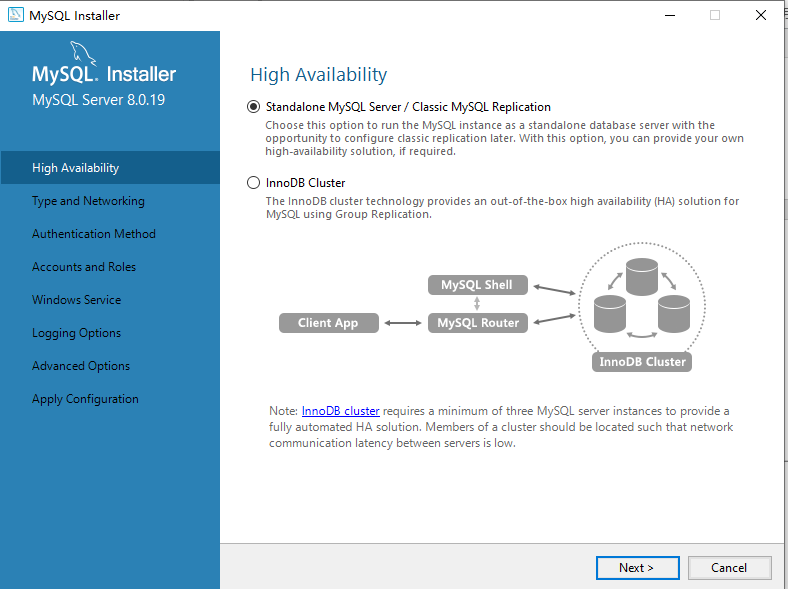 MySQL Installer
MySQL. Installer
MySQL Server 8.0.19
High Availability
Type and Networking
Authentication Method
Accounts and Roles
Windows Service
Logging Options
Advanced Options
Apply Configuration
High Availability
Standalone MySQL Server / Classic MySQL Replication
Choose this option to run the MySQL instance as a standalone database server with the
opportunity to configure classic replication later. With this option, you can provide your own
high-availability solution, if required.
InnoDB Cluster
The InnoDB cluster technology provides an out-of-the-box high availability (HA) solution for
MySQL using Group Replication.
MySQL Shell
Client App
MySQL Router
InnoDB Cluster
Note: InnoDB cluster requires a minimum of three MySQL server instances to provide a
fully automated HA solution. Members of a cluster should be located such that network
communication latency between servers is low.
Next >
Cancel